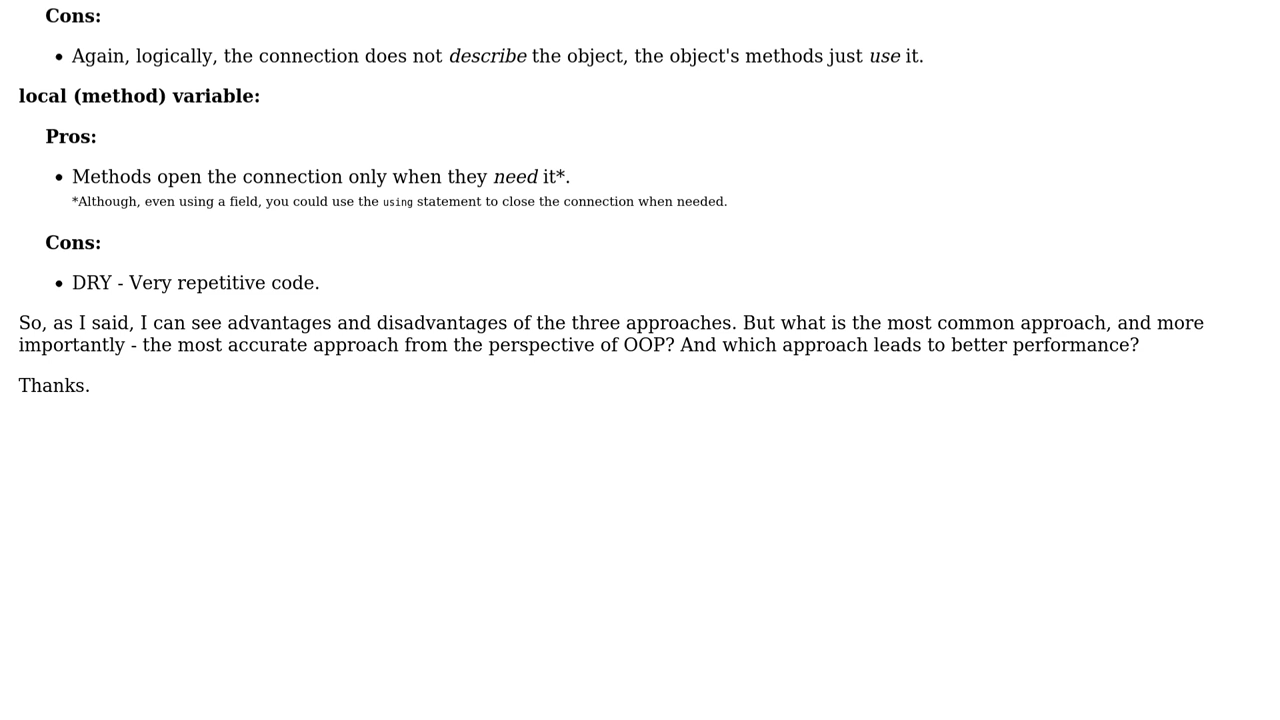 Cons:
• Again, logically, the connection does not describe the object, the object's methods just use it.
local (method) variable:
Pros:
• Methods open the connection only when they need it*.
*Although, even using a field, you could use the using statement to close the connection when needed.
Cons:
• DRY - Very repetitive code.
So, as I said, I can see advantages and disadvantages of the three approaches. But what is the most common approach, and more
importantly - the most accurate approach from the perspective of OOP? And which approach leads to better performance?
Thanks.